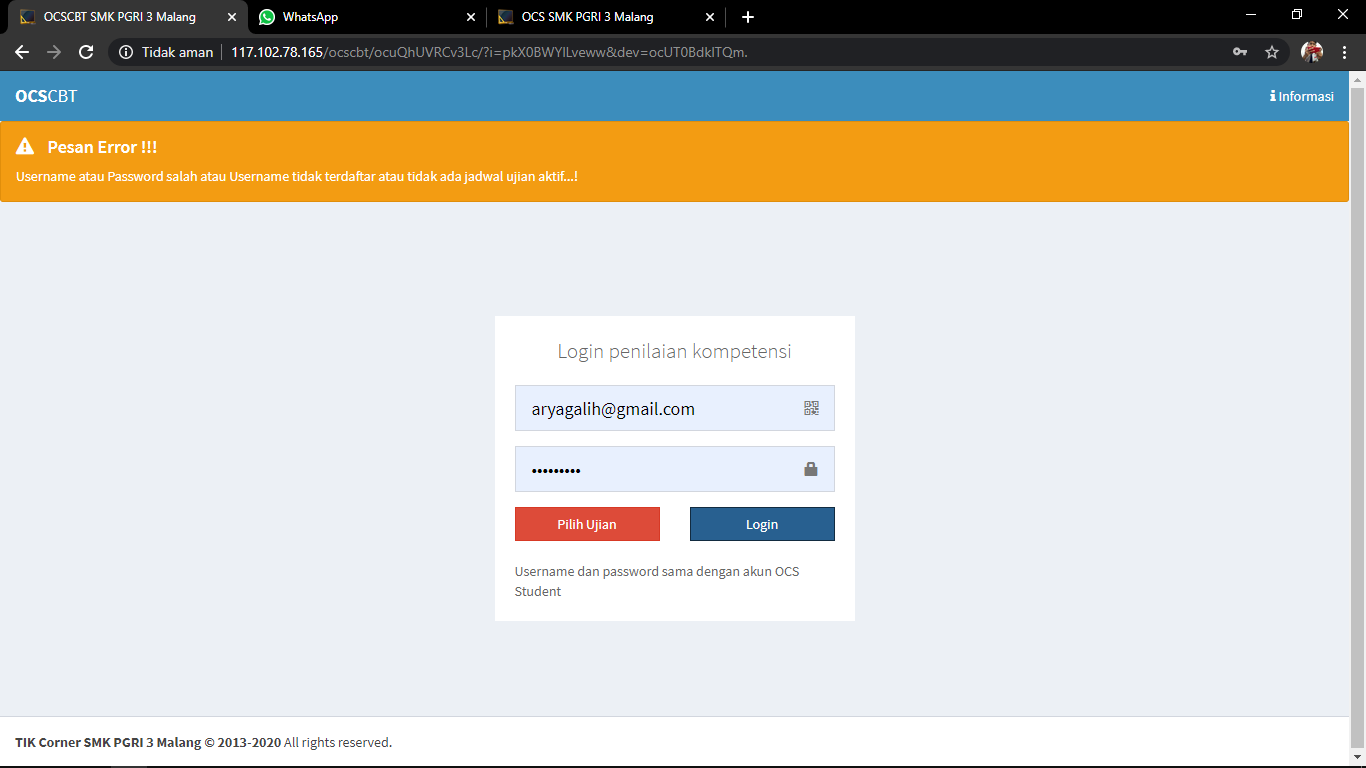 OCSCBT SMK PGRI 3 Malang
WhatsApp
OCS SMK PGRI 3 Malang
Tidak aman
117.102.78.165/ocscbt/ocuQhUVRCv3Lc/?i=pkX0BWYILveww&dev=ocUT0BdkITQm.
OCSCBT
Informasi
Pesan Error !!!
Username atau Password salah atau Username tidak terdaftar atau tidak ada jadwal ujian aktif...!
Login penilaian kompetensi
aryagalih@gmail.com
•••••••••
Pilih Ujian
Login
Username dan password sama dengan akun OCS
Student
TIK Corner SMK PGRI 3 Malang © 2013-2020 All rights reserved.